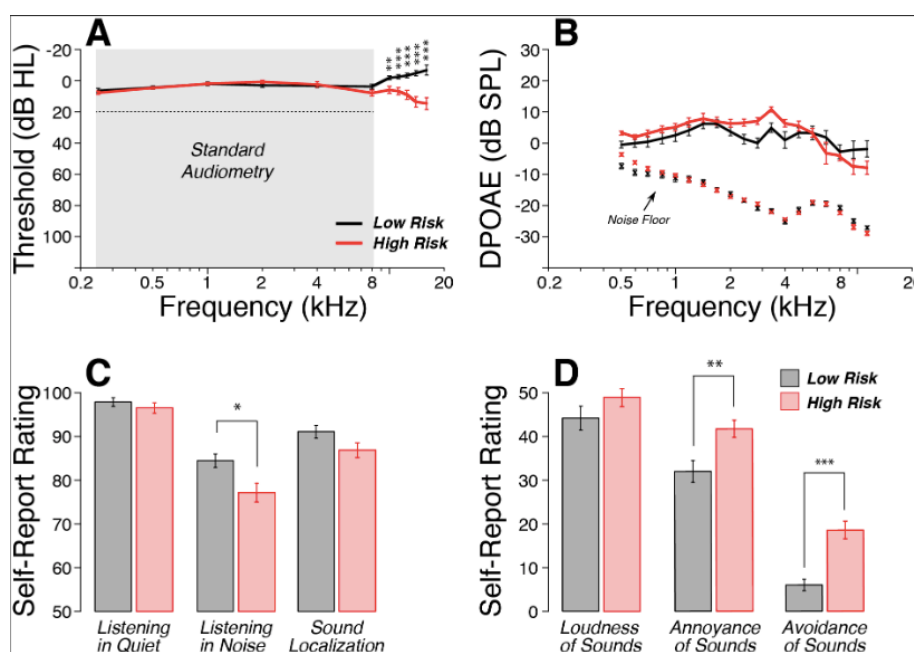 A
Threshold (dB HL)
-20
0
20
40
60
80
100
** *** *** *** ***
Standard
Audiometry
Low Risk
High Risk
0.2 0.5 1 2 4 8 10 20
Frequency (kHz)
B
DPOAE (dB SPL)
30
20
10
0
-10
-20
-30
Noise Floor
0.5 1 2 4 8 20
Frequency (kHz)
C
Self-Report Rating
100
90
80
70
60
50
*
Listening
in Quiet
Listening
in Noise
Sound
Localization
D
Self-Report Rating
50
40
30
20
10
0
**
***
Low Risk
High Risk
Loudness
of Sounds
Annoyance
of Sounds
Avoidance
of Sounds